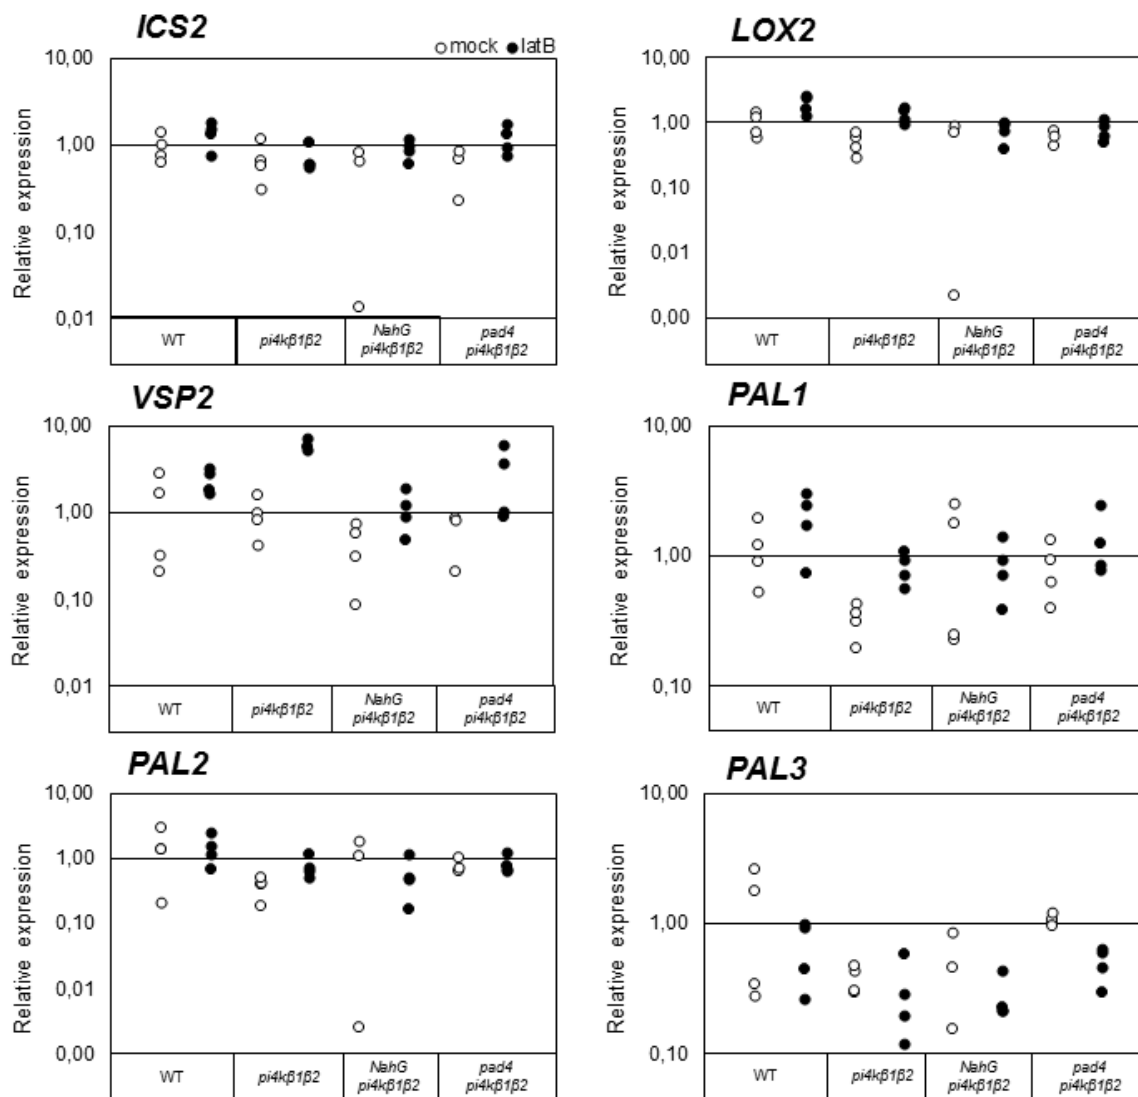 ICS2
mock latB
10,00
1,00
0,10
0,01
Relative expression
WT
pi4kβ1β2
NahG
pi4kβ1β2
pad4
pi4kβ1β2
LOX2
10,00
1,00
0,10
0,01
0,00
Relative expression
WT
pi4kβ1β2
NahG
pi4kβ1β2
pad4
pi4kβ1β2
VSP2
10,00
1,00
0,10
0,01
Relative expression
WT
pi4kβ1β2
NahG
pi4kβ1β2
pad4
pi4kβ1β2
PAL1
10,00
1,00
0,10
Relative expression
WT
pi4kβ1β2
NahG
pi4kβ1β2
pad4
pi4kβ1β2
PAL2
10,00
1,00
0,10
0,01
0,00
Relative expression
WT
pi4kβ1β2
NahG
pi4kβ1β2
pad4
pi4kβ1β2
PAL3
10,00
1,00
0,10
Relative expression
WT
pi4kβ1β2
NahG
pi4kβ1β2
pad4
pi4kβ1β2